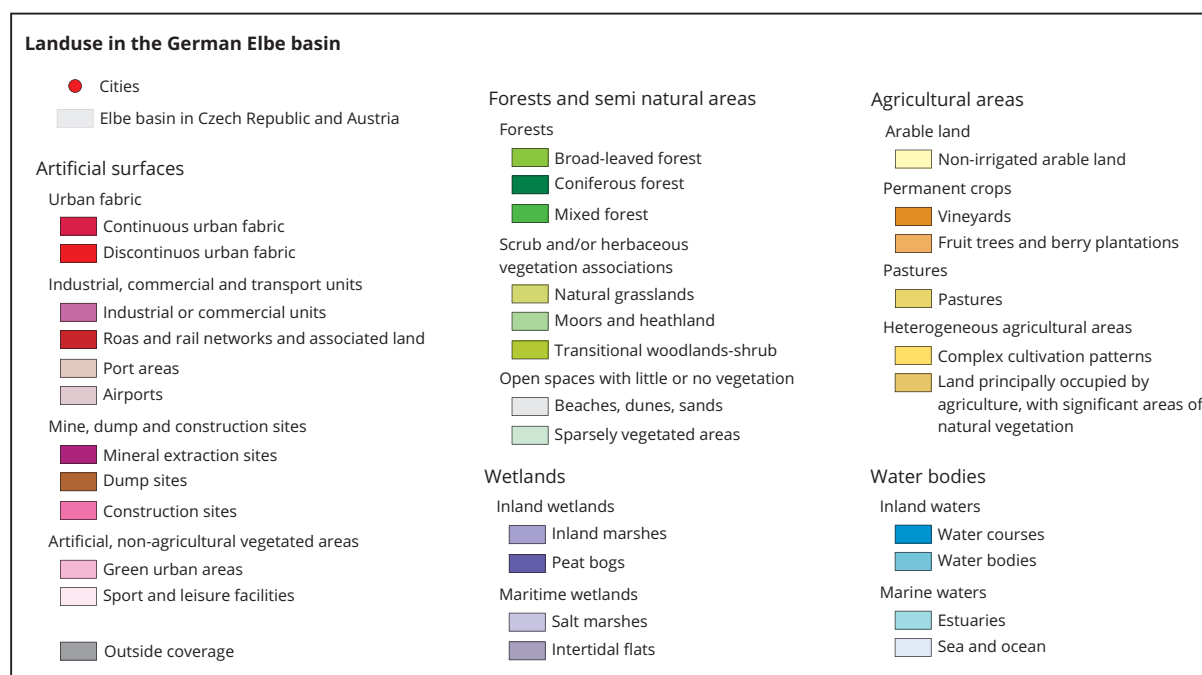 Landuse in the German Elbe basin
Cities
Elbe basin in Czech Republic and Austria
Artificial surfaces
Urban fabric
Continuous urban fabric
Discontinuos urban fabric
Industrial, commercial and transport units
Industrial or commercial units
Roas and rail networks and associated land
Port areas
Airports
Mine, dump and construction sites
Mineral extraction sites
Dump sites
Construction sites
Artificial, non-agricultural vegetated areas
Green urban areas
Sport and leisure facilities
Outside coverage
Forests and semi natural areas
Forests
Broad-leaved forest
Coniferous forest
Mixed forest
Scrub and/or herbaceous
vegetation associations
Natural grasslands
Moors and heathland
Transitional woodlands-shrub
Open spaces with little or no vegetation
Beaches, dunes, sands
Sparsely vegetated areas
Wetlands
Inland wetlands
Inland marshes
Peat bogs
Maritime wetlands
Salt marshes
Intertidal flats
Agricultural areas
Arable land
Non-irrigated arable land
Permanent crops
Vineyards
Fruit trees and berry plantations
Pastures
Pastures
Heterogeneous agricultural areas
Complex cultivation patterns
Land principally occupied by
agriculture, with significant areas of
natural vegetation
Water bodies
Inland waters
Water courses
Water bodies
Marine waters
Estuaries
Sea and ocean